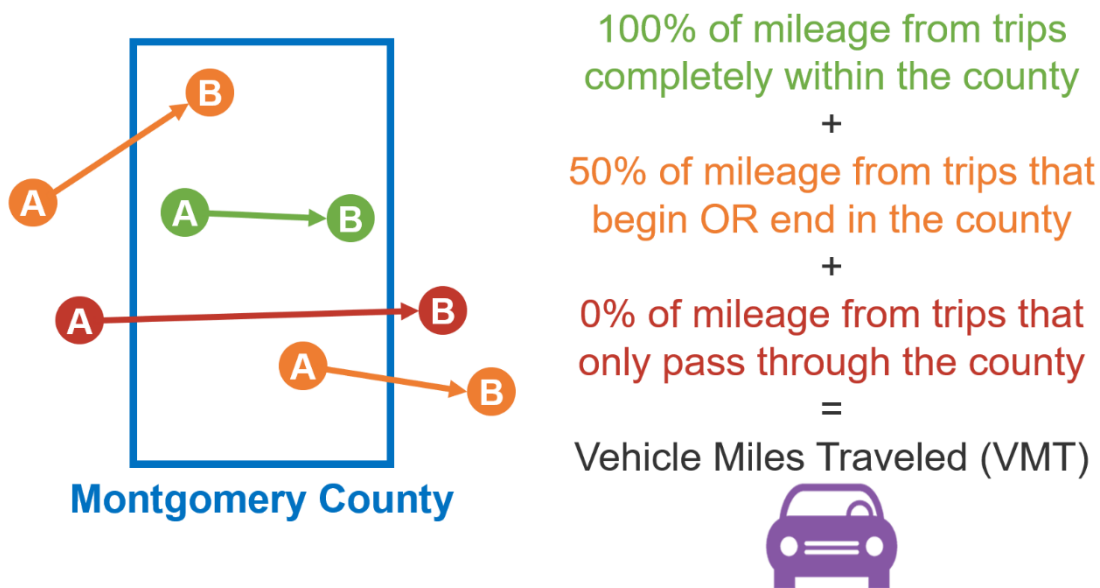 B
A
A
B
A
B
A
B
Montgomery County
100% of mileage from trips
completely within the county
+
50% of mileage from trips that
begin OR end in the county
+
0% of mileage from trips that
only pass through the county
=
Vehicle Miles Traveled (VMT)